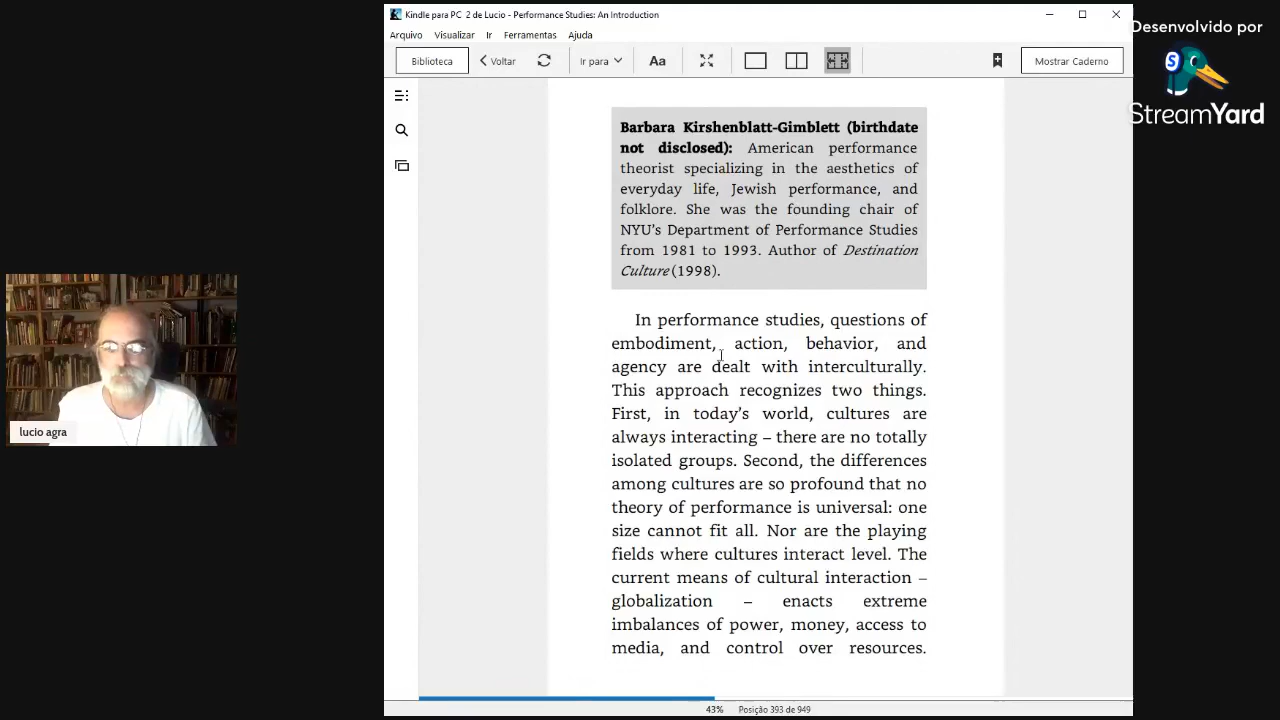 Kindle para PC 2 de Lucio - Performance Studies: An Introduction
Arquivo Visualizar Ir Ferramentas Ajuda
Biblioteca Voltar Ir para Aa Mostrar Caderno
Desenvolvido por
StreamYard
Barbara Kirshenblatt-Gimblett (birthdate
not disclosed): American performance
theorist specializing in the aesthetics of
everyday life, Jewish performance, and
folklore. She was the founding chair of
NYU's Department of Performance Studies
from 1981 to 1993. Author of Destination
Culture (1998).
In performance studies, questions of
embodiment, action, behavior, and
agency are dealt with interculturally.
This approach recognizes two things.
First, in today's world, cultures are
always interacting – there are no totally
isolated groups. Second, the differences
among cultures are so profound that no
theory of performance is universal: one
size cannot fit all. Nor are the playing
fields where cultures interact level. The
current means of cultural interaction –
globalization – enacts extreme
imbalances of power, money, access to
media, and control over resources.
lucio agra
43% Posição 393 de 949